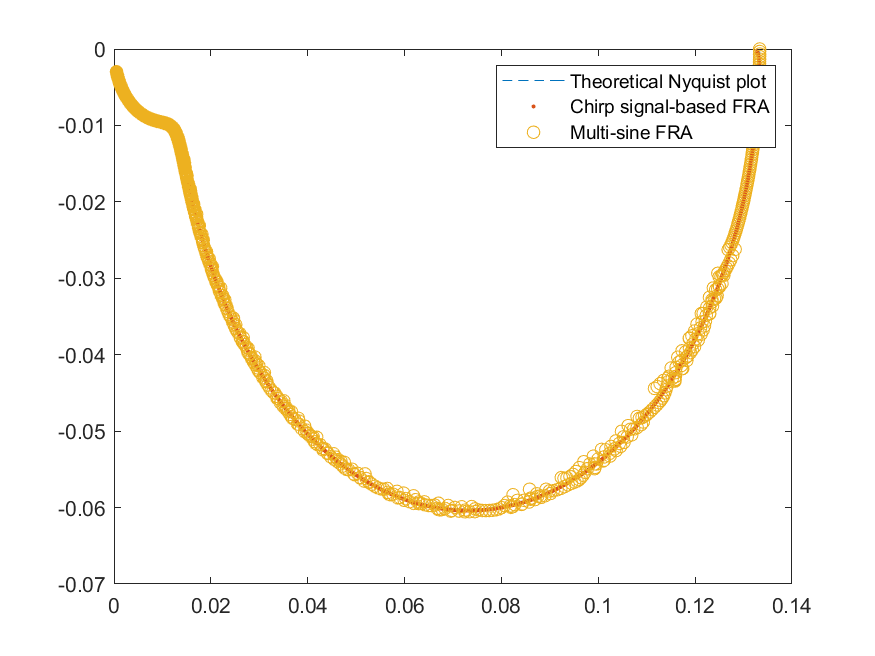 0
-0.01
-0.02
-0.03
-0.04
-0.05
-0.06
-0.07
Theoretical Nyquist plot
Chirp signal-based FRA
Multi-sine FRA
0 0.02 0.04 0.06 0.08 0.1 0.12 0.14